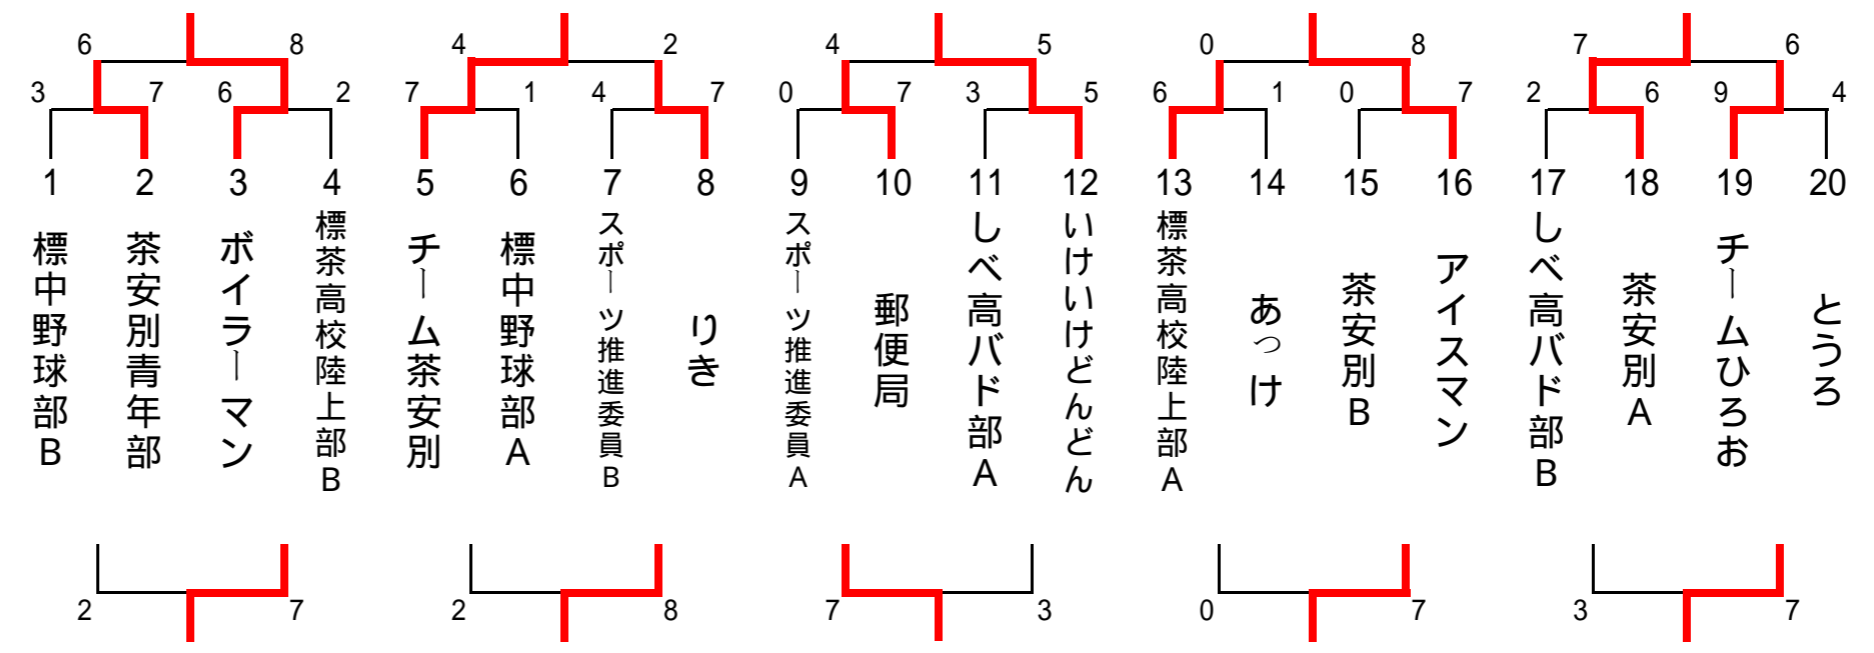 6 8 4 2 4 5 0 8 7 6
3 7 6 2 7 1 4 7 0 7 3 5 6 1 0 7 2 6 9 4
1 2 3 4 5 6 7 8 9 10 11 12 13 14 15 16 17 18 19 20
標中野球部B
茶安別青年部
ボイラーマン
標茶高校陸上部B
チーム茶安別
標中野球部A
スポーツ推進委員B
りき
スポーツ推進委員A
郵便局
しべ高バド部A
いけいけどんどん
標茶高校陸上部A
あっけ
茶安別B
アイスマン
しべ高バド部B
茶安別A
チームひろお
とうろ
2 7 2 8 7 3 0 7 3 7